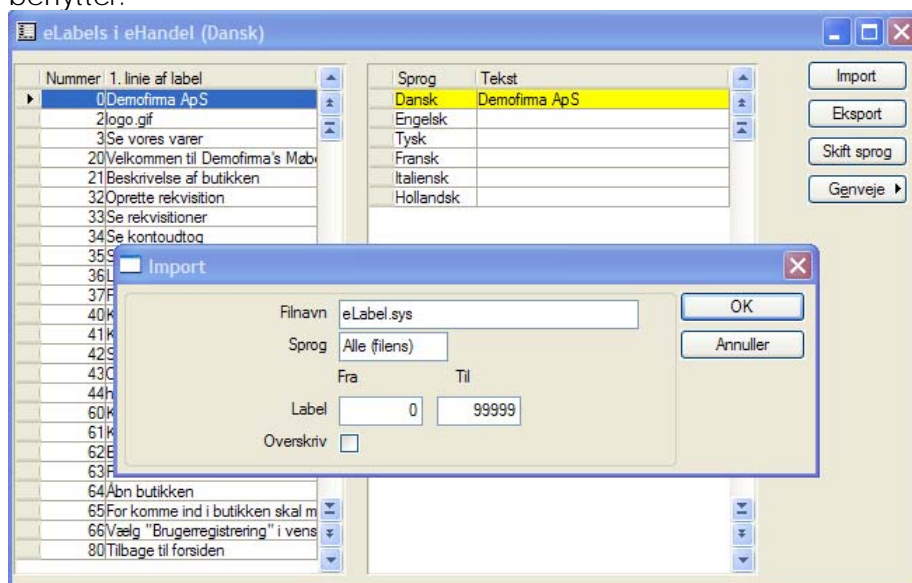 benytter.
eLabels i eHandel (Dansk)
Nummer 1. linie af label
0 Demofirma ApS
2 logo.gif
3 Se vores varer
20 Velkommen til Demofirma's Møb
21 Beskrivelse af butikken
32 Oprette rekvisition
33 Se rekvisitioner
34 Se kontoudtog
35 S
36 L
37 F
40 K
41 K
42 S
43
44 h
60 K
61 K
62 E
63 F
64 Åbn butikken
65 For komme ind i butikken skal m
66 Vælg "Brugerregistrering" i vens
80 Tilbage til forsiden
Sprog Tekst
Dansk Demofirma ApS
Engelsk
Tysk
Fransk
Italiensk
Hollandsk
Import
Eksport
Skift sprog
Genveje
Import
Filnavn eLabel.sys
Sprog Alle (filens)
Fra Til
Label 0 99999
Overskriv
OK
Annuller